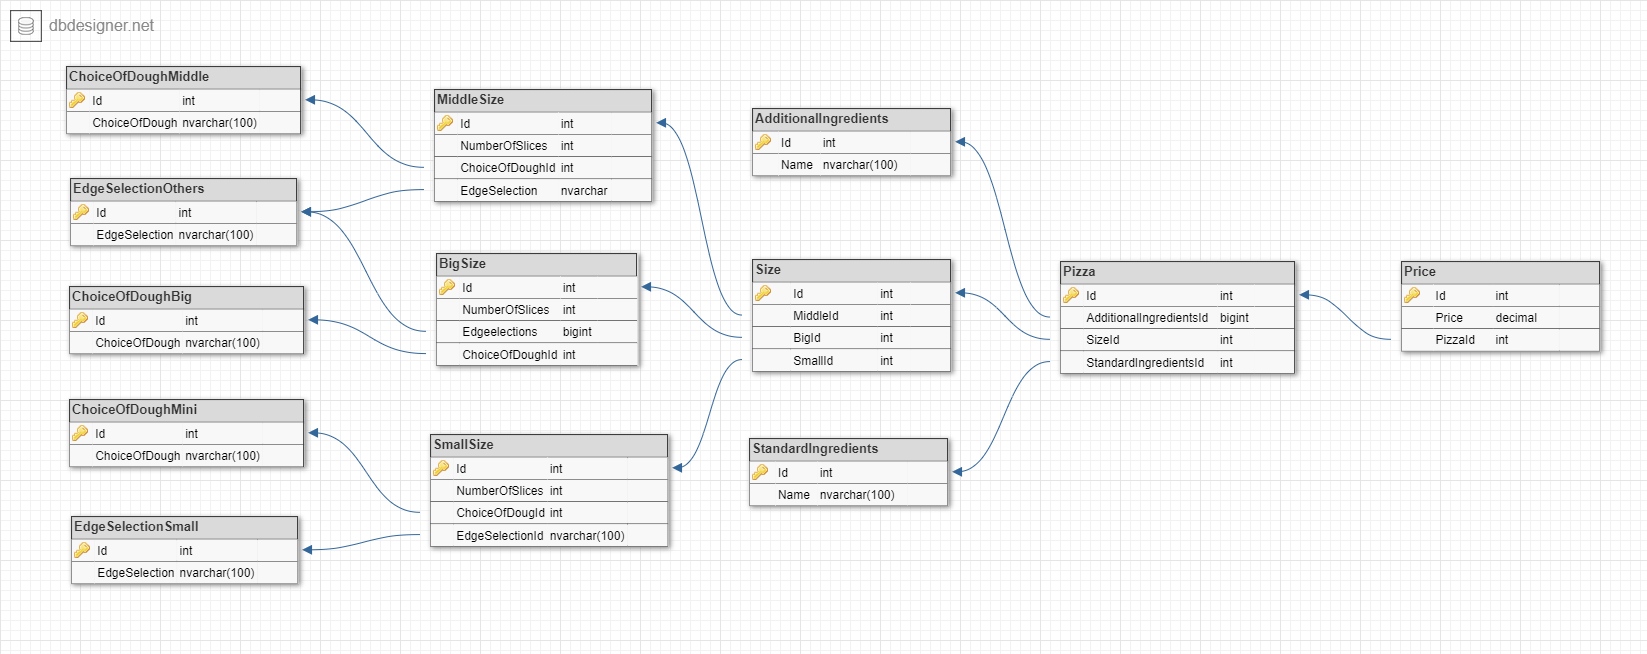 dbdesigner.net
ChoiceOfDoughMiddle
Id int
ChoiceOfDough nvarchar(100)
EdgeSelectionOthers
Id int
EdgeSelection nvarchar(100)
ChoiceOfDoughBig
Id int
ChoiceOfDough nvarchar(100)
ChoiceOfDoughMini
Id int
ChoiceOfDough nvarchar(100)
EdgeSelectionSmall
Id int
EdgeSelection nvarchar(100)
MiddleSize
Id int
NumberOfSlices int
ChoiceOfDoughId int
EdgeSelection nvarchar
BigSize
Id int
NumberOfSlices int
Edgeelections bigint
ChoiceOfDoughId int
SmallSize
Id int
NumberOfSlices int
ChoiceOfDougId int
EdgeSelectionId nvarchar(100)
AdditionalIngredients
Id int
Name nvarchar(100)
Size
Id int
MiddleId int
BigId int
SmallId int
StandardIngredients
Id int
Name nvarchar(100)
Pizza
Id int
AdditionalIngredientsId bigint
SizeId int
StandardIngredientsId int
Price
Id int
Price decimal
PizzaId int